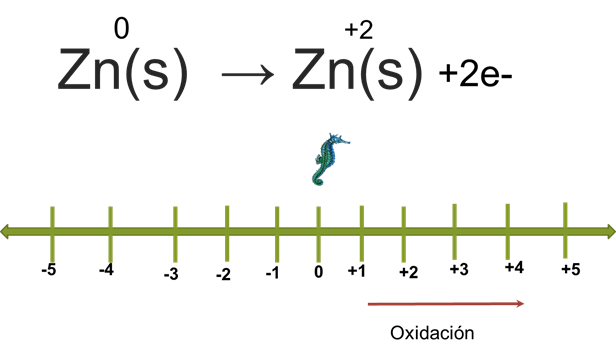 0 +2
Zn(s) → Zn(s) +2e-
-5 -4 -3 -2 -1 0 +1 +2 +3 +4 +5
Oxidación